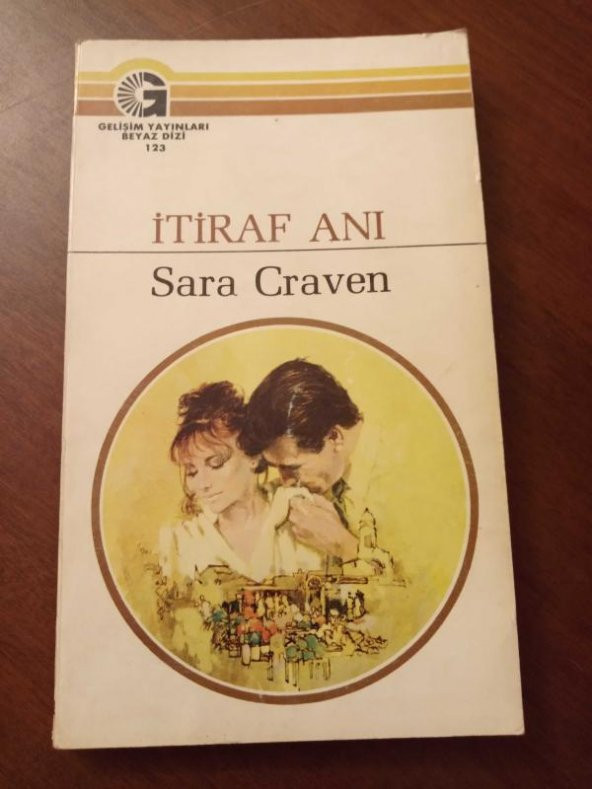 GELİŞİM YAYINLARI
BEYAZ DİZİ
123
İTİRAF ANI
Sara Craven